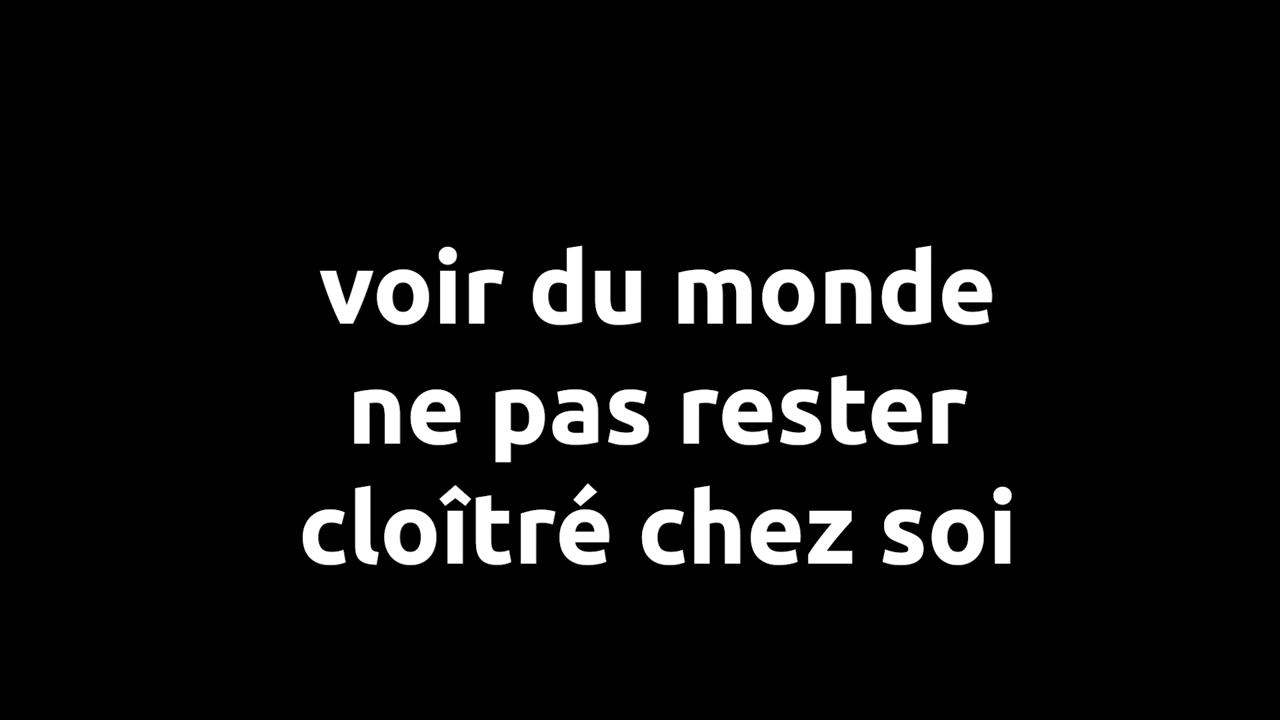 voir du monde
ne pas rester
cloîtré chez soi